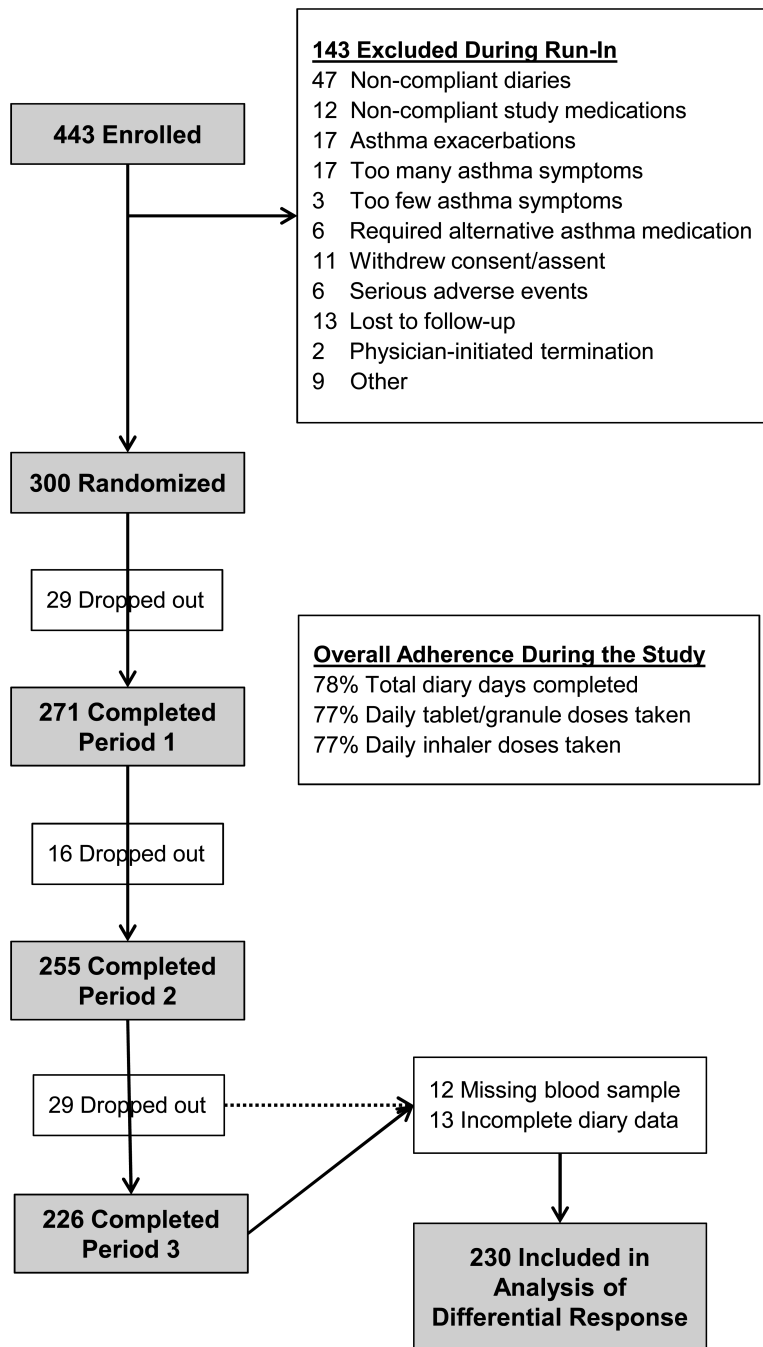 443 Enrolled
143 Excluded During Run-In
47 Non-compliant diaries
12 Non-compliant study medications
17 Asthma exacerbations
17 Too many asthma symptoms
3 Too few asthma symptoms
6 Required alternative asthma medication
11 Withdrew consent/assent
6 Serious adverse events
13 Lost to follow-up
2 Physician-initiated termination
9 Other
300 Randomized
29 Dropped out
Overall Adherence During the Study
78% Total diary days completed
77% Daily tablet/granule doses taken
77% Daily inhaler doses taken
271 Completed
Period 1
16 Dropped out
255 Completed
Period 2
29 Dropped out
12 Missing blood sample
13 Incomplete diary data
226 Completed
Period 3
230 Included in
Analysis of
Differential Response